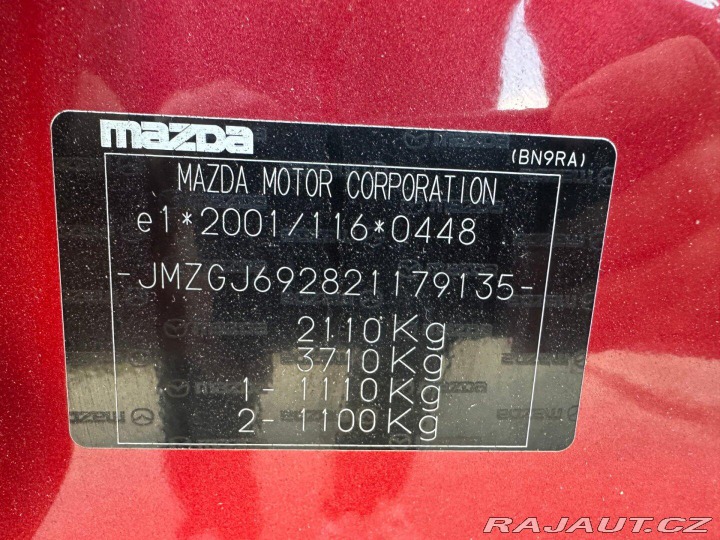 mazda
(BN9RA)
MAZDA MOTOR CORPORATION
e1*2001/116*0448
-JMZGJ692821179135-
2110Kg
3710Kg
1- 1110Kg
2- 1100Kg
RAJAUT.CZ